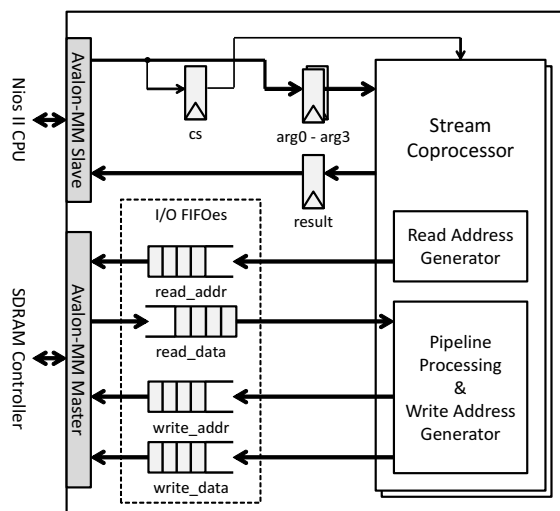 Nios II CPU
Avalon-MM Slave
cs
arg0 - arg3
result
Stream
Coprocessor
I/O FIFOes
Read Address
Generator
SDRAM Controller
Avalon-MM Master
read_addr
read_data
write_addr
write_data
Pipeline
Processing
&
Write Address
Generator